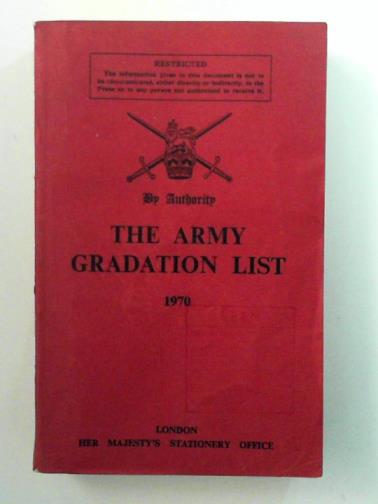 RESTRICTED
The information given in this document is not to
be communicated, either directly or indirectly, to the
Press or to any person not authorised to receive it.
By Authority
THE ARMY
GRADATION LIST
1970
LONDON
HER MAJESTY'S STATIONERY OFFICE